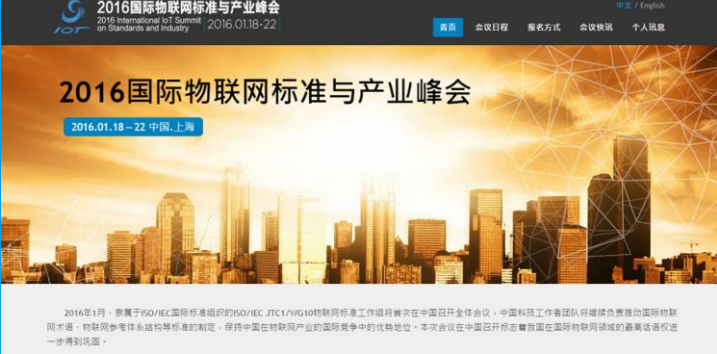 2016国际物联网标准与产业峰会
2016 International IoT Summit
on Standards and Industry
2016.01.18-22
IOT
中文 / English
首页 会议日程 报名方式 会议快讯 个人讯息
2016国际物联网标准与产业峰会
2016.01.18～22 中国.上海
2016年1月，隶属于ISO/IEC国际标准组织的ISO/IEC JTC1/WG10物联网标准工作组将首次在中国召开全体会议，中国科技工作者团队将继续负责推动国际物联
网术语、物联网参考体系结构等标准的制定，保持中国在物联网产业的国际竞争中的优势地位。本次会议在中国召开标志着我国在国际物联网领域的最高话语权进
一步得到巩固。